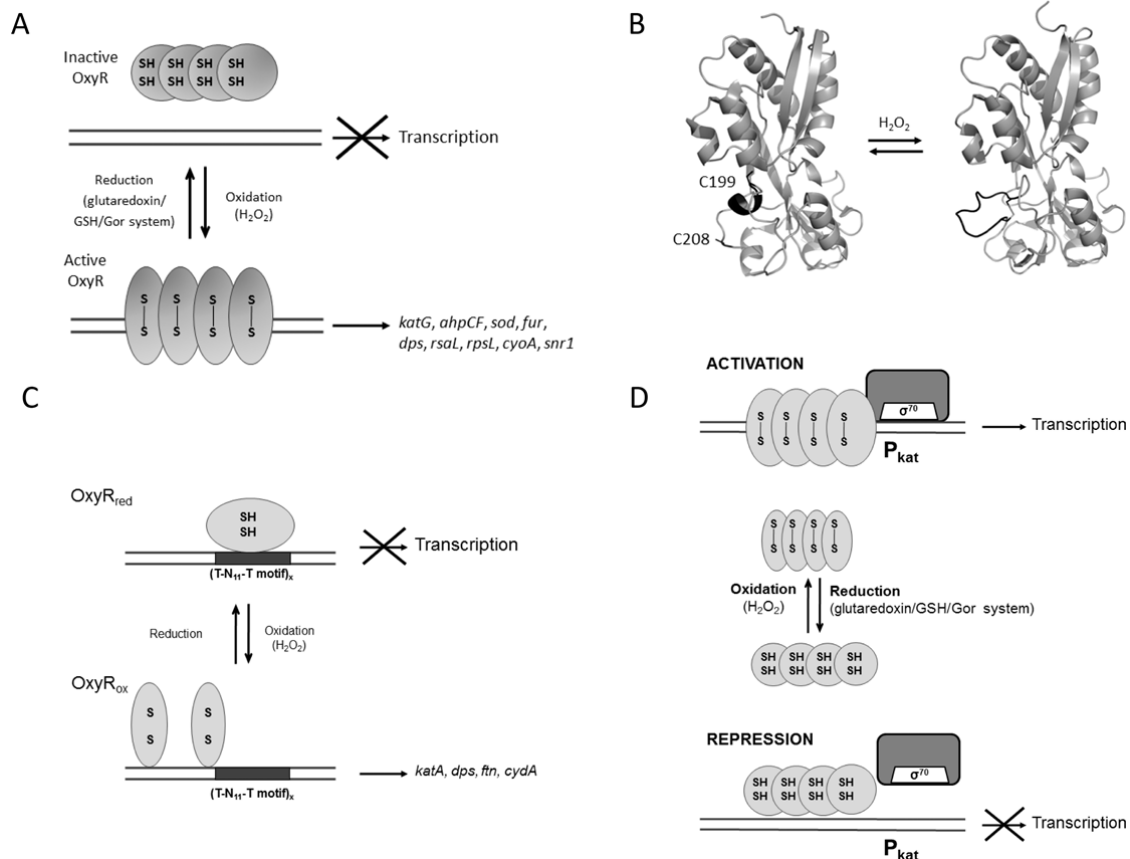 A
Inactive
OxyR
SH SH SH SH
SH SH SH SH
Transcription
Reduction
(glutaredoxin/
GSH/Gor system)
Oxidation
(H₂O₂)
Active
OxyR
S S S S
S S S S
katG, ahpCF, sod, fur,
dps, rsaL, rpsL, cyoA, snr1
B
C199
C208
H₂O₂
C
OxyRred
SH
SH
Transcription
(T-N₁₁-T motif)ₓ
Reduction
Oxidation
(H₂O₂)
OxyRox
S S
S S
katA, dps, ftn, cydA
(T-N₁₁-T motif)ₓ
D
ACTIVATION
S S S S
S S S S
σ⁷⁰
Transcription
Pkat
S S S S
S S S S
Oxidation
(H₂O₂)
Reduction
(glutaredoxin/GSH/Gor system)
SH SH SH SH
SH SH SH SH
REPRESSION
SH SH SH SH
SH SH SH SH
σ⁷⁰
Transcription
Pkat